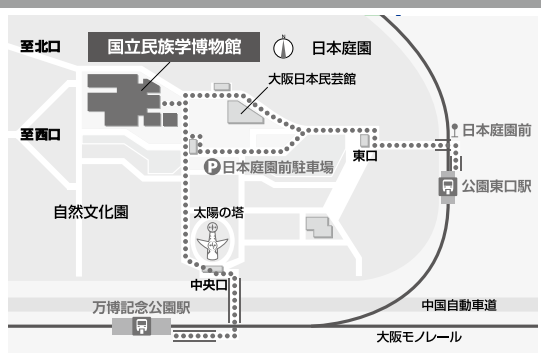 至北口
国立民族学博物館
日本庭園
大阪日本民芸館
至西口
日本庭園前
東口
P日本庭園前駐車場
公園東口駅
自然文化園
太陽の塔
中央口
万博記念公園駅
中国自動車道
大阪モノレール